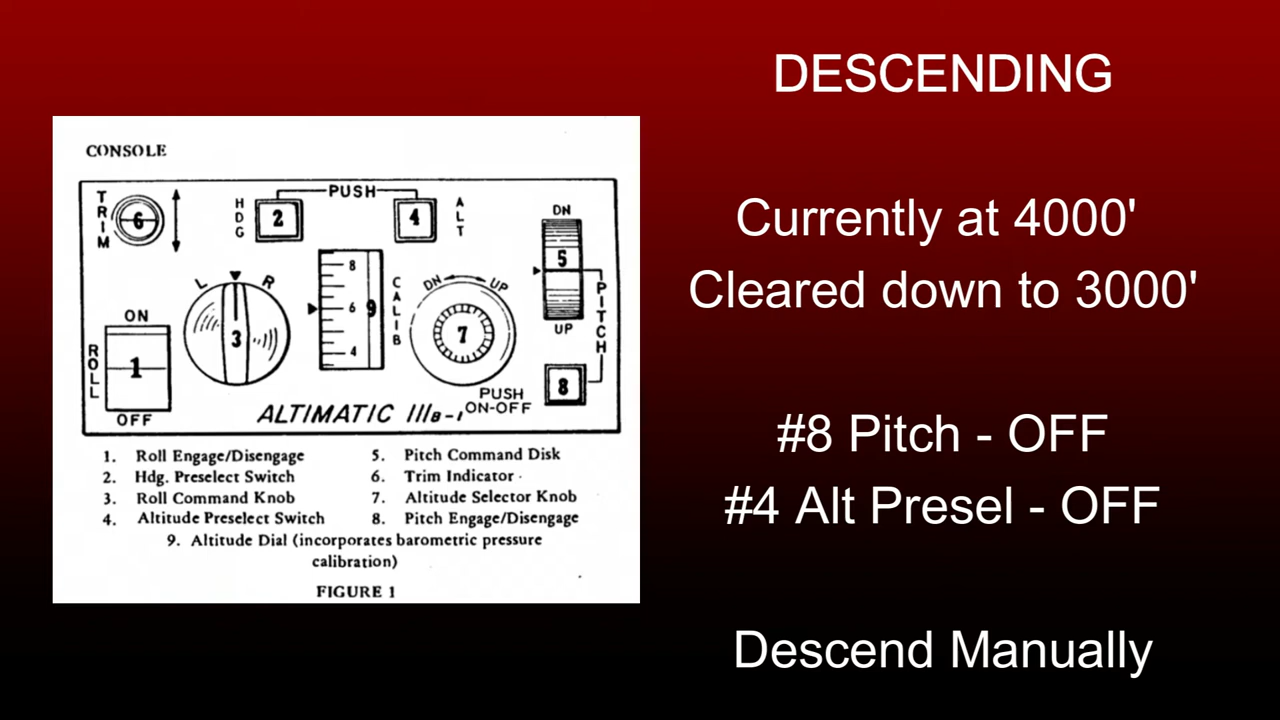 DESCENDING
Currently at 4000'
Cleared down to 3000'
#8 Pitch - OFF
#4 Alt Presel - OFF
Descend Manually
CONSOLE
TRIM
6
HDG
2
PUSH
4
ALT
DN
5
UP
PITCH
8
L
R
3
8
6
4
9
CALIB
DN
UP
7
PUSH
ON-OFF
ON
ROLL
1
OFF
ALTIMATIC IIIB-1
1. Roll Engage/Disengage
2. Hdg. Preselect Switch
3. Roll Command Knob
4. Altitude Preselect Switch
5. Pitch Command Disk
6. Trim Indicator
7. Altitude Selector Knob
8. Pitch Engage/Disengage
9. Altitude Dial (incorporates barometric pressure
calibration)
FIGURE 1